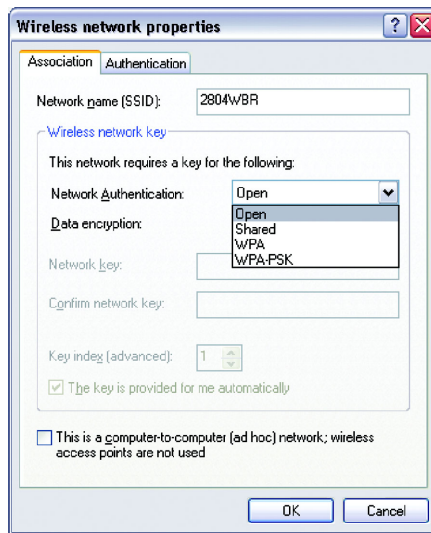 Wireless network properties
Association Authentication
Network name (SSID): 2804WBR
Wireless network key
This network requires a key for the following:
Network Authentication: Open
Open
Data encryption:
Shared
WPA
WPA-PSK
Network key:
Confirm network key:
Key index (advanced): 1
The key is provided for me automatically
This is a computer-to-computer (ad hoc) network; wireless
access points are not used
OK Cancel